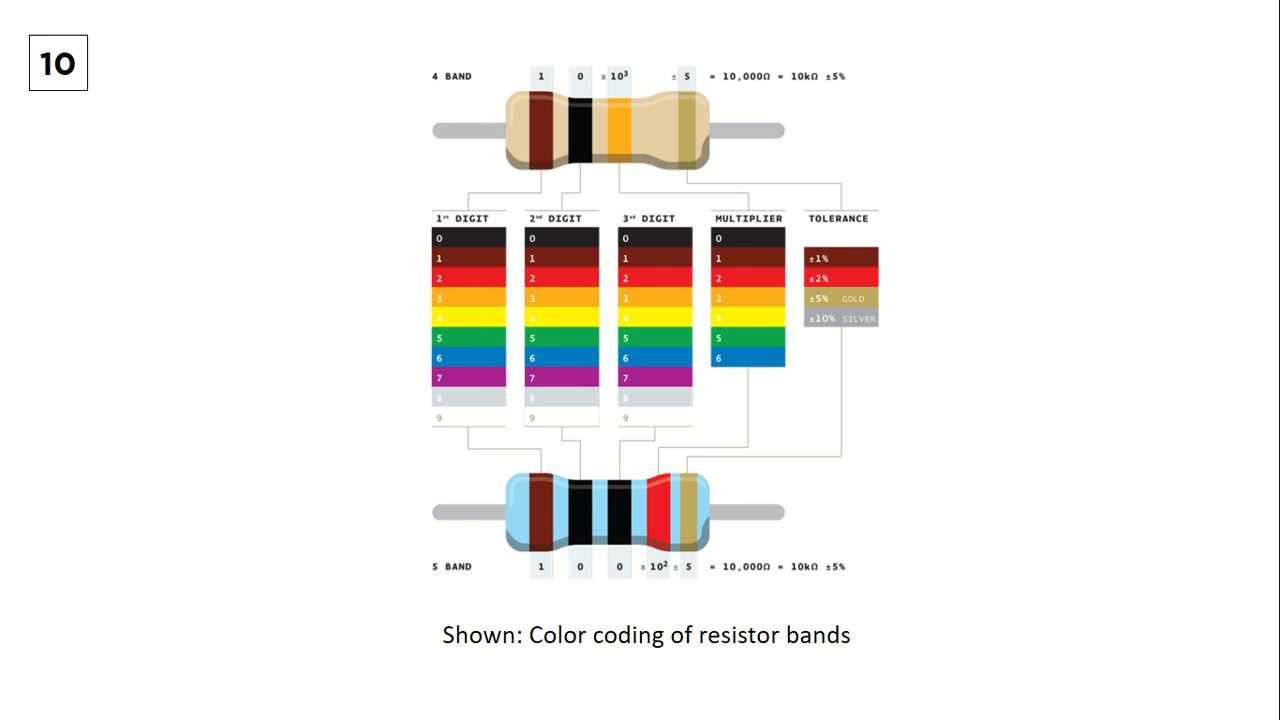 10
4 BAND 1 0 x 10³ ± 5 = 10,000Ω = 10kΩ ±5%
1st DIGIT 2nd DIGIT 3rd DIGIT MULTIPLIER TOLERANCE
0 0 0 0
1 1 1 1 ±1%
2 2 2 2 ±2%
3 3 3 3 ±5% GOLD
4 4 4 4 ±10% SILVER
5 5 5 5
6 6 6 6
7 7 7
8 8 8
9 9 9
5 BAND 1 0 0 x 10² ± 5 = 10,000Ω = 10kΩ ±5%
Shown: Color coding of resistor bands